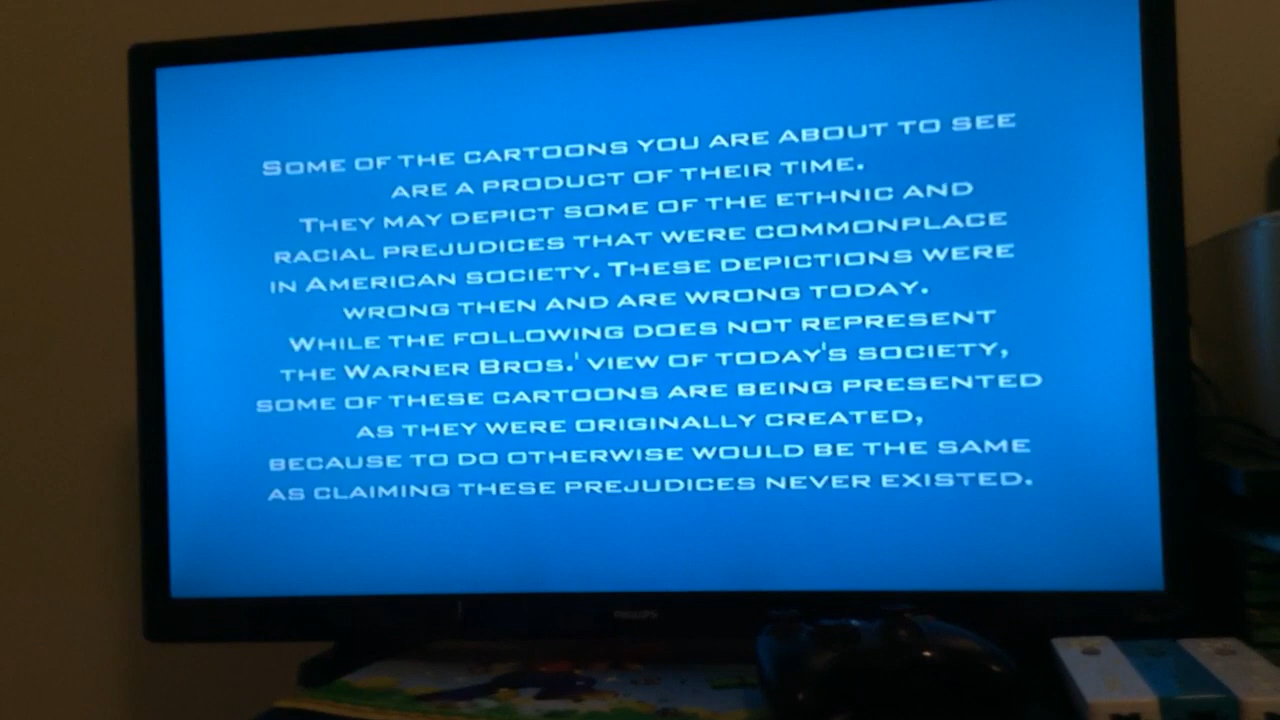 Some of the cartoons you are about to see
are a product of their time.
They may depict some of the ethnic and
racial prejudices that were commonplace
in American society. These depictions were
wrong then and are wrong today.
While the following does not represent
the Warner Bros.' view of today's society,
some of these cartoons are being presented
as they were originally created,
because to do otherwise would be the same
as claiming these prejudices never existed.